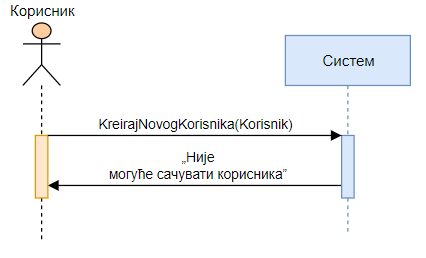 Корисник
Систем
KreirajNovogKorisnika(Korisnik)
„Није
могуће сачувати корисника”